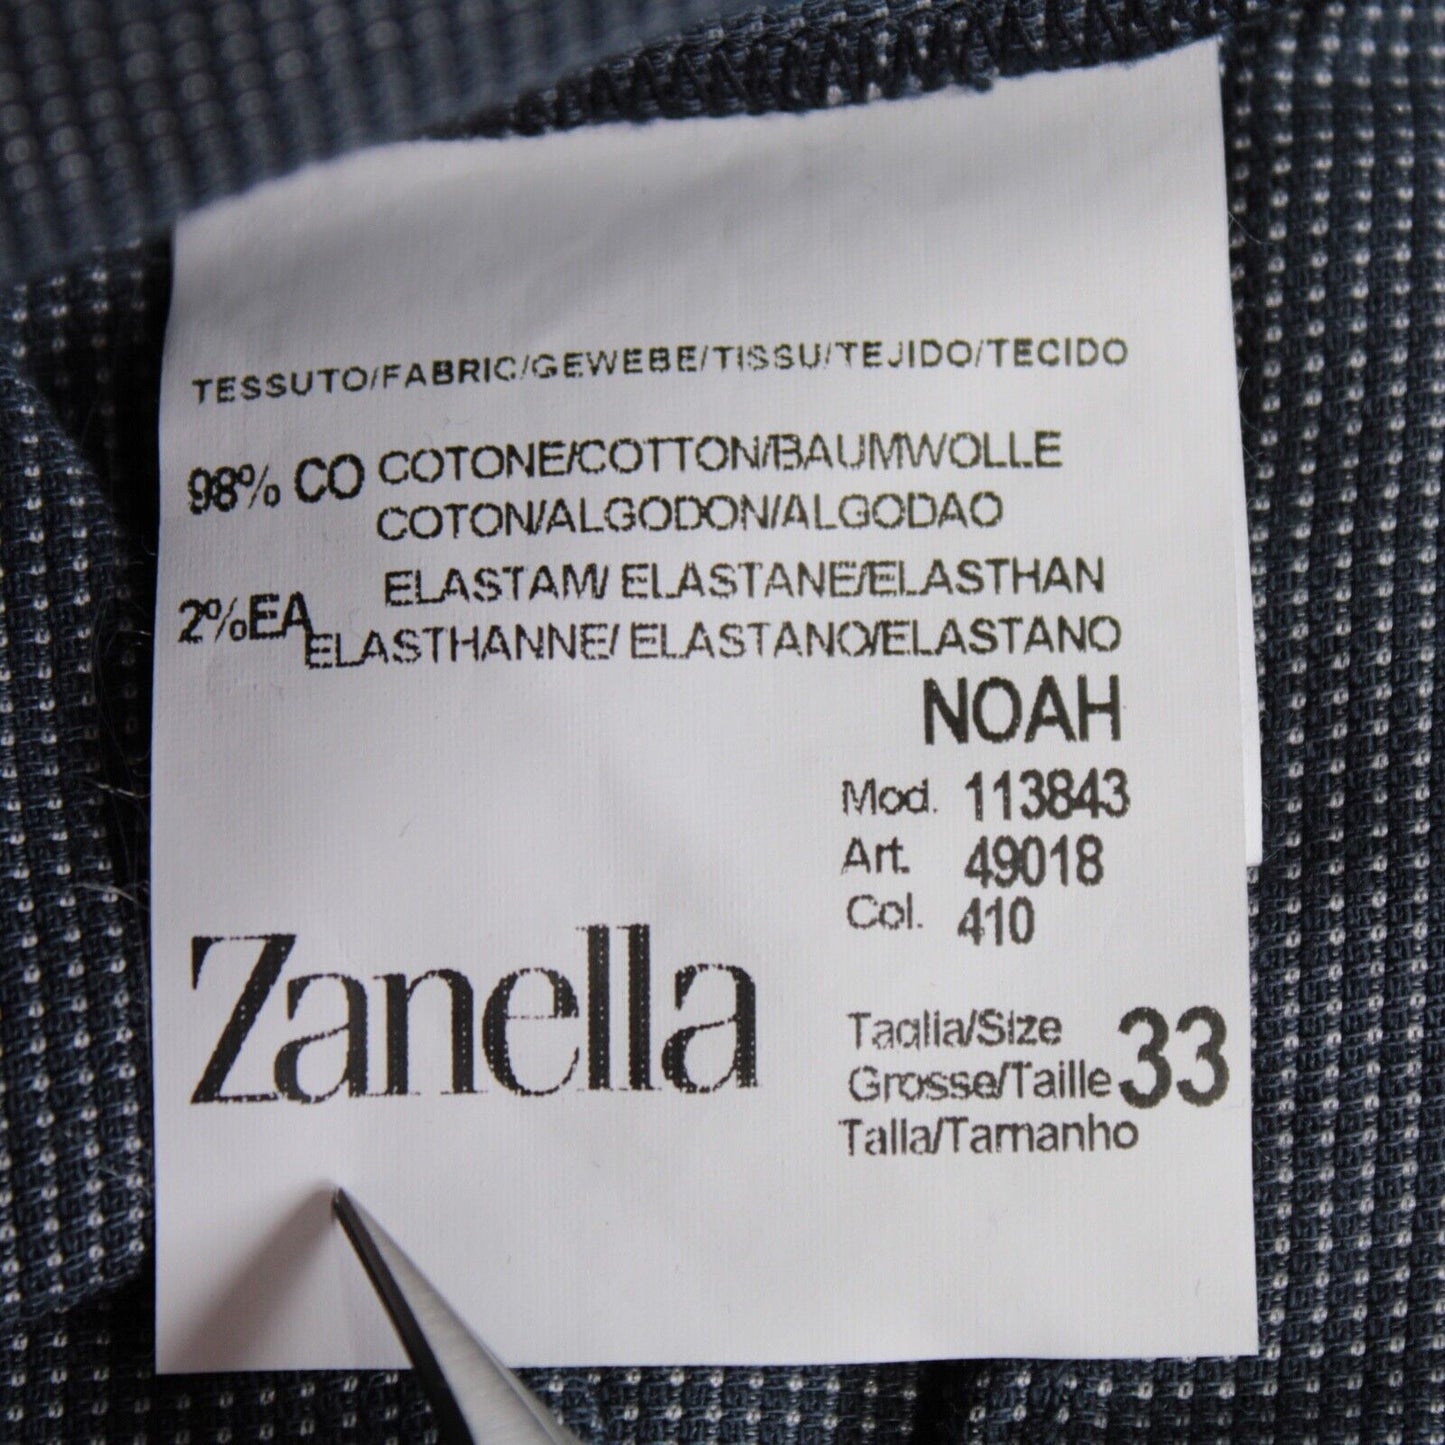 TESSUTO/FABRIC/GEWEBE/TISSU/TEJIDO/TECIDO
98% CO COTONE/COTTON/BAUMWOLLE
COTON/ALGODON/ALGODAO
2%EA ELASTAM/ ELASTANE/ELASTHAN
ELASTHANNE/ ELASTANO/ELASTANO
NOAH
Mod. 113843
Art. 49018
Col. 410
Zanella
Taglia/Size
Grosse/Taille 33
Talla/Tamanho